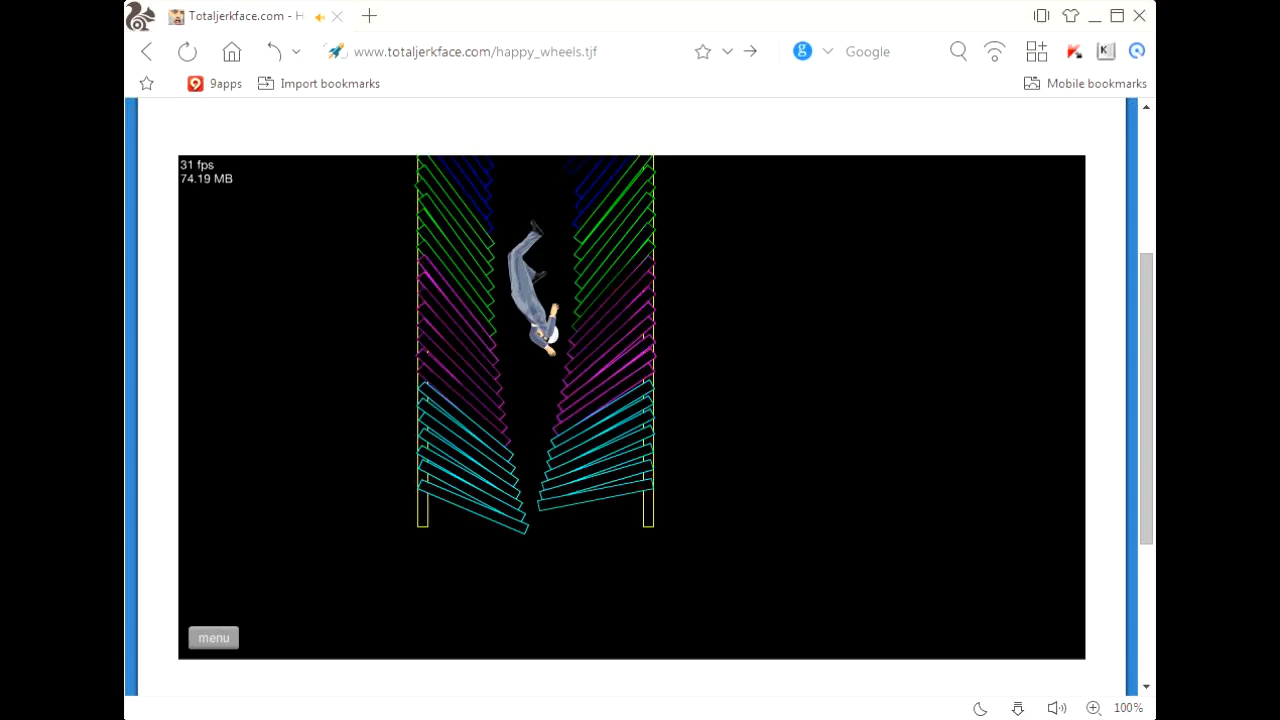 Totaljerkface.com - H
www.totaljerkface.com/happy_wheels.tjf
g
Google
K
9apps
Import bookmarks
Mobile bookmarks
31 fps
74.19 MB
menu
100%